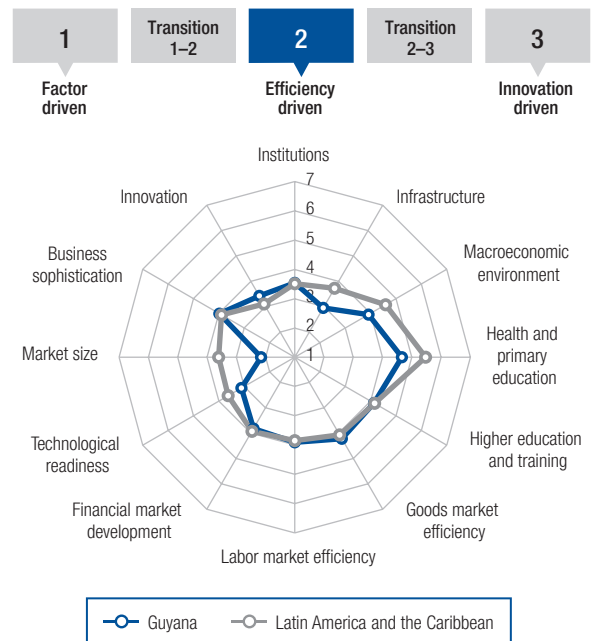 1
Transition
1–2
2
Transition
2–3
3
Factor
driven
Efficiency
driven
Innovation
driven
Institutions
Innovation
Infrastructure
Business
sophistication
Macroeconomic
environment
Market size
Health and
primary
education
Technological
readiness
Higher education
and training
Financial market
development
Goods market
efficiency
Labor market efficiency
7
6
5
4
3
2
1
Guyana
Latin America and the Caribbean